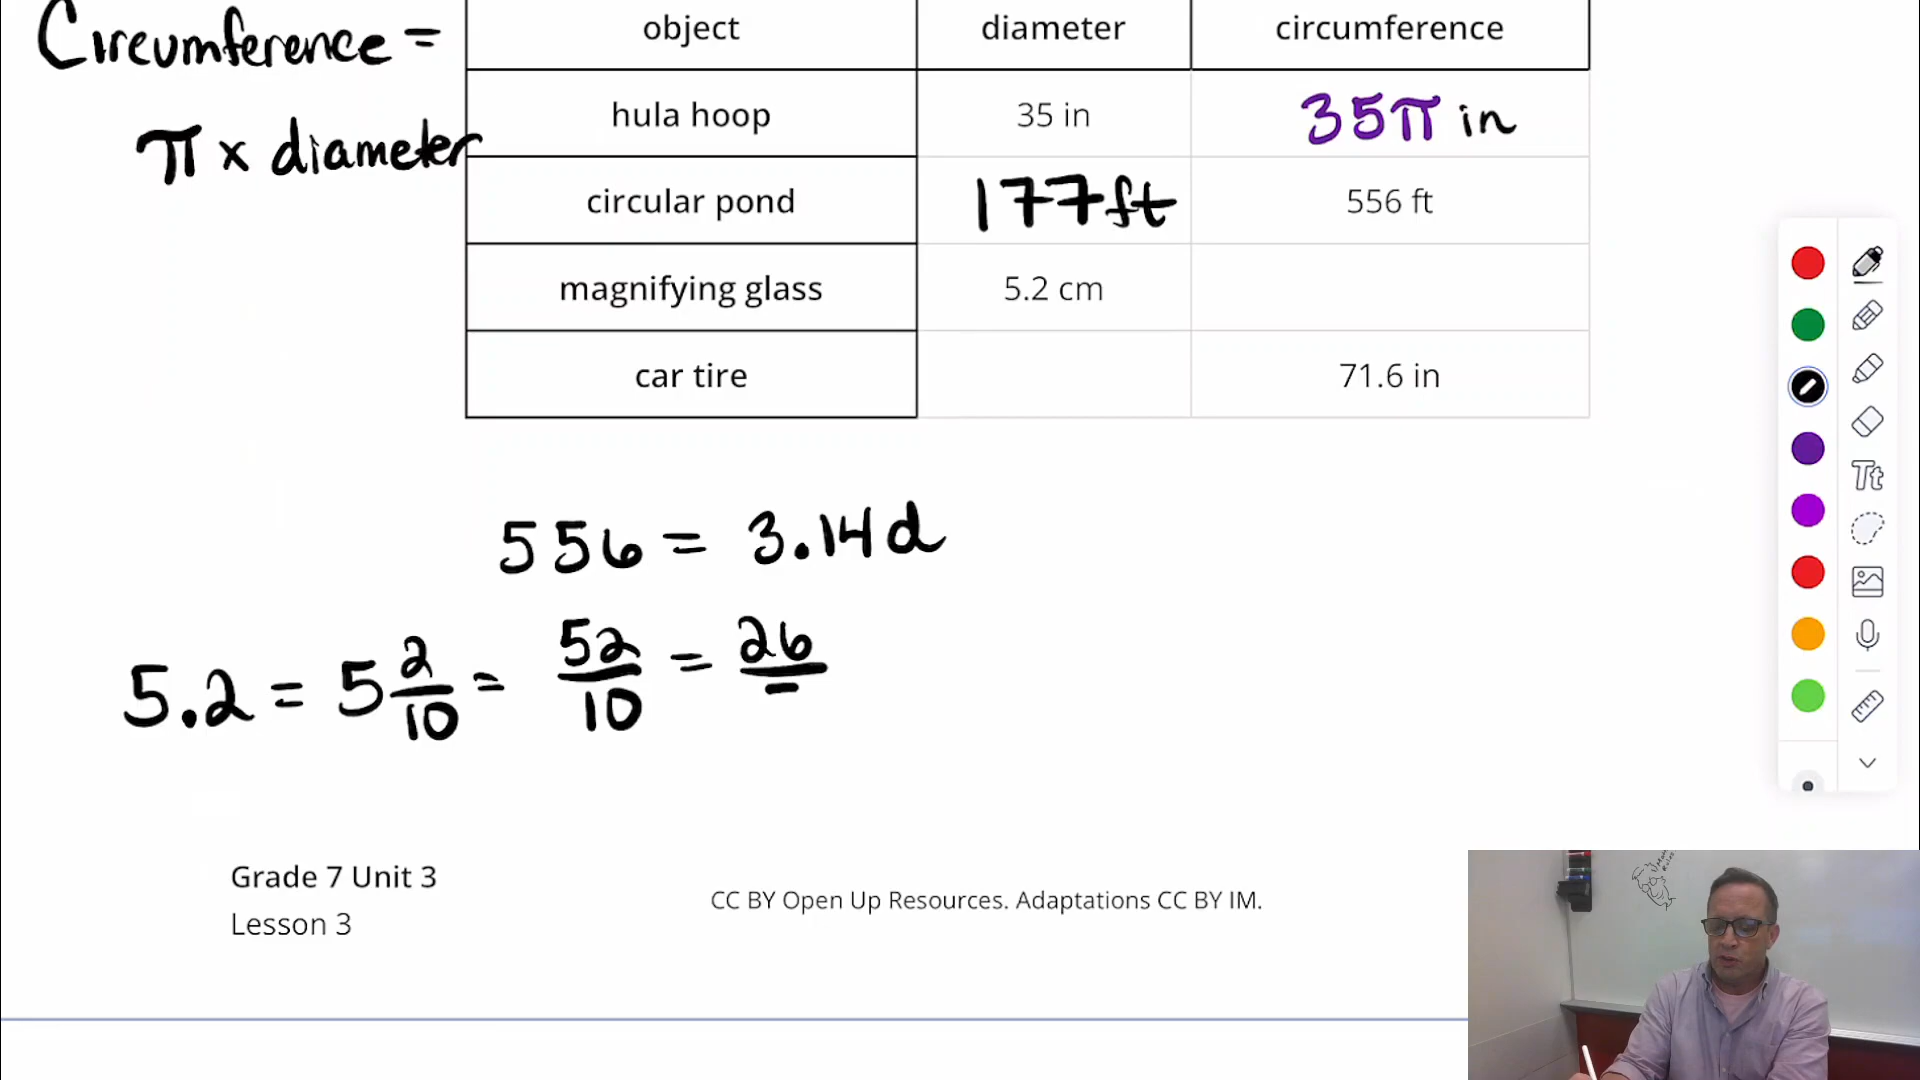 Circumference =
π x diameter
object diameter circumference
hula hoop 35 in 35π in
circular pond 177ft 556 ft
magnifying glass 5.2 cm
car tire 71.6 in
556 = 3.14d
5.2 = 5 2/10 = 52/10 = 26/
Tt
Grade 7 Unit 3
Lesson 3
CC BY Open Up Resources. Adaptations CC BY IM.